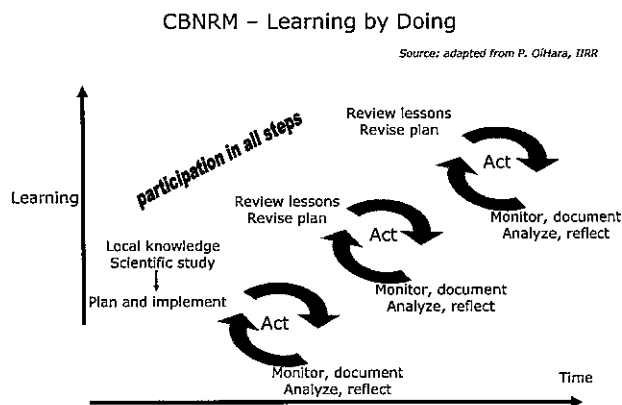 CBNRM – Learning by Doing
Source: adapted from P. OíHara, IIRR
participation in all steps
Learning
Local knowledge
Scientific study
Plan and implement
Act
Monitor, document
Analyze, reflect
Review lessons
Revise plan
Act
Monitor, document
Analyze, reflect
Review lessons
Revise plan
Act
Monitor, document
Analyze, reflect
Time